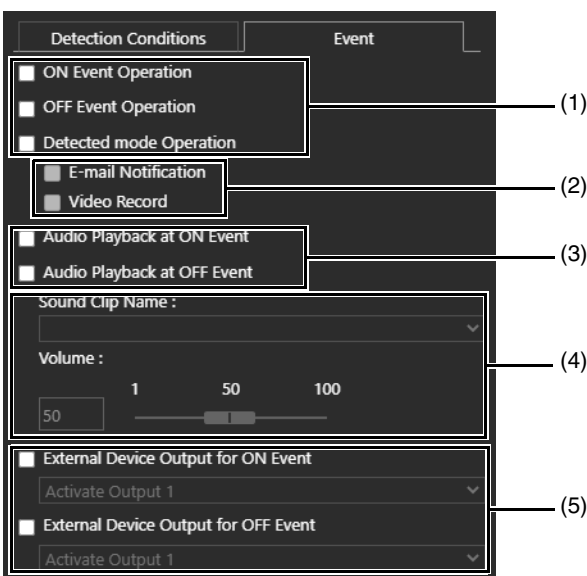 Detection Conditions Event
ON Event Operation
OFF Event Operation
(1)
Detected mode Operation
E-mail Notification
(2)
Video Record
Audio Playback at ON Event
(3)
Audio Playback at OFF Event
Sound Clip Name :
(4)
Volume :
1 50 100
50
External Device Output for ON Event
Activate Output 1
(5)
External Device Output for OFF Event
Activate Output 1